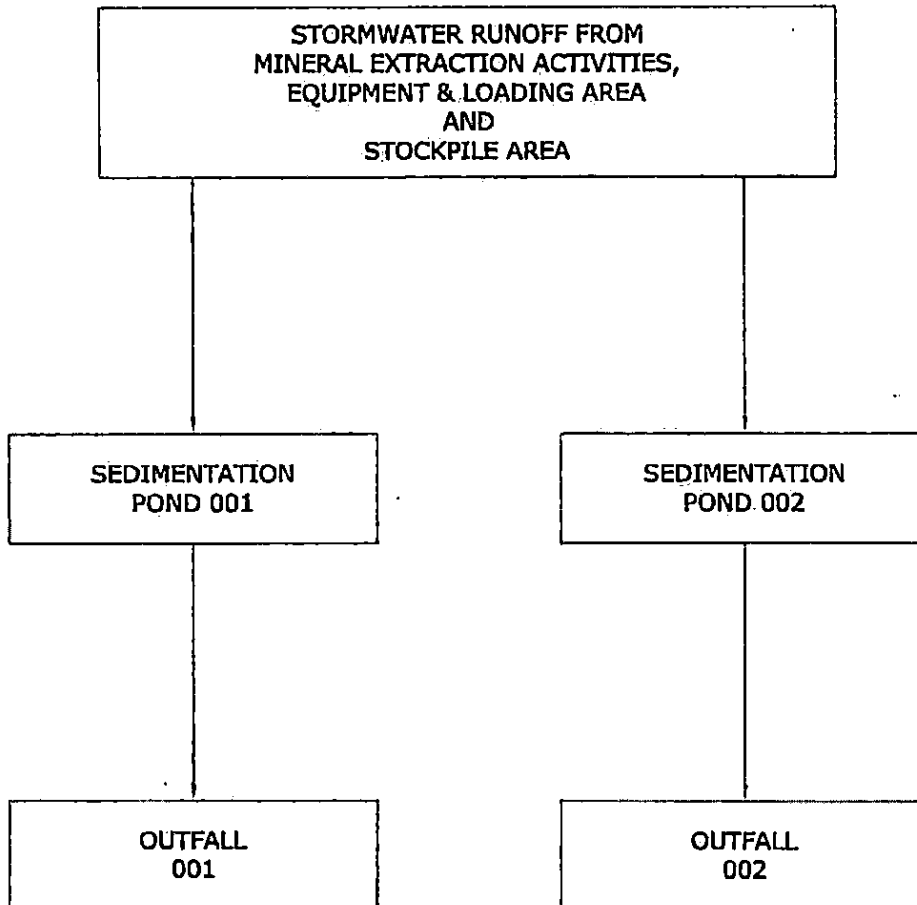 STORMWATER RUNOFF FROM
MINERAL EXTRACTION ACTIVITIES,
EQUIPMENT & LOADING AREA
AND
STOCKPILE AREA
SEDIMENTATION
POND 001
SEDIMENTATION
POND 002
OUTFALL
001
OUTFALL
002